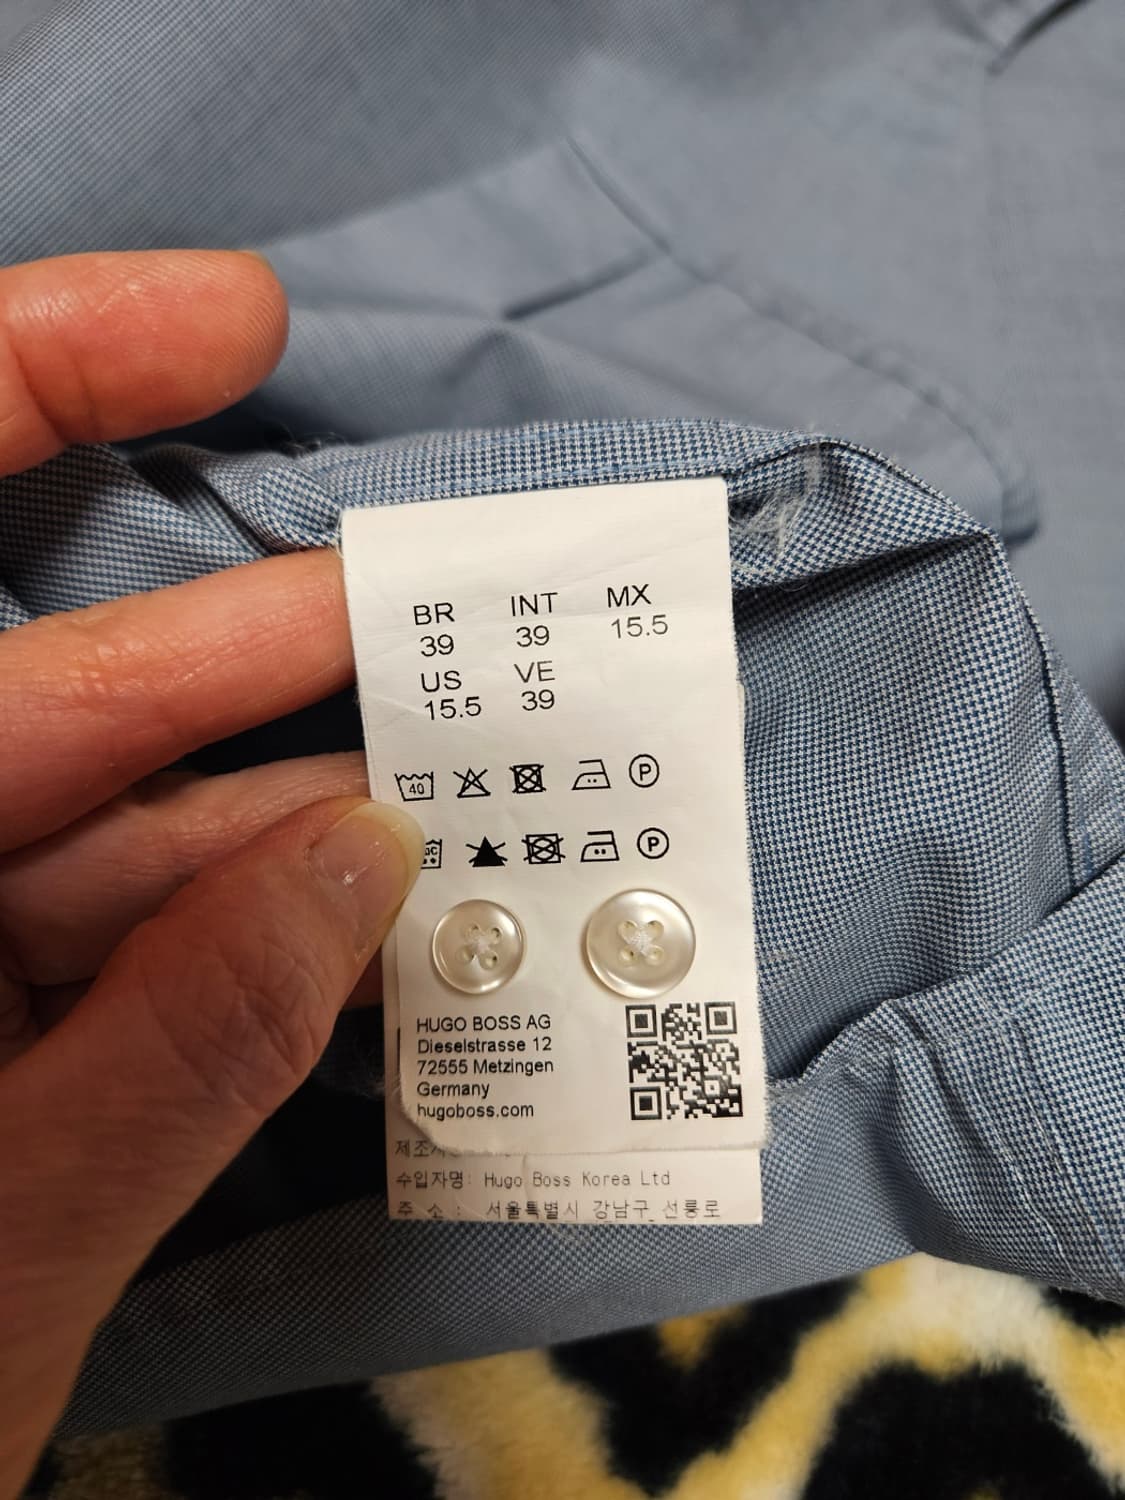 BR INT MX
39 39 15.5
US VE
15.5 39
40 P
P
HUGO BOSS AG
Dieselstrasse 12
72555 Metzingen
Germany
hugoboss.com
수입자명: Hugo Boss Korea Ltd
주 소 : 서울특별시 강남구 선릉로